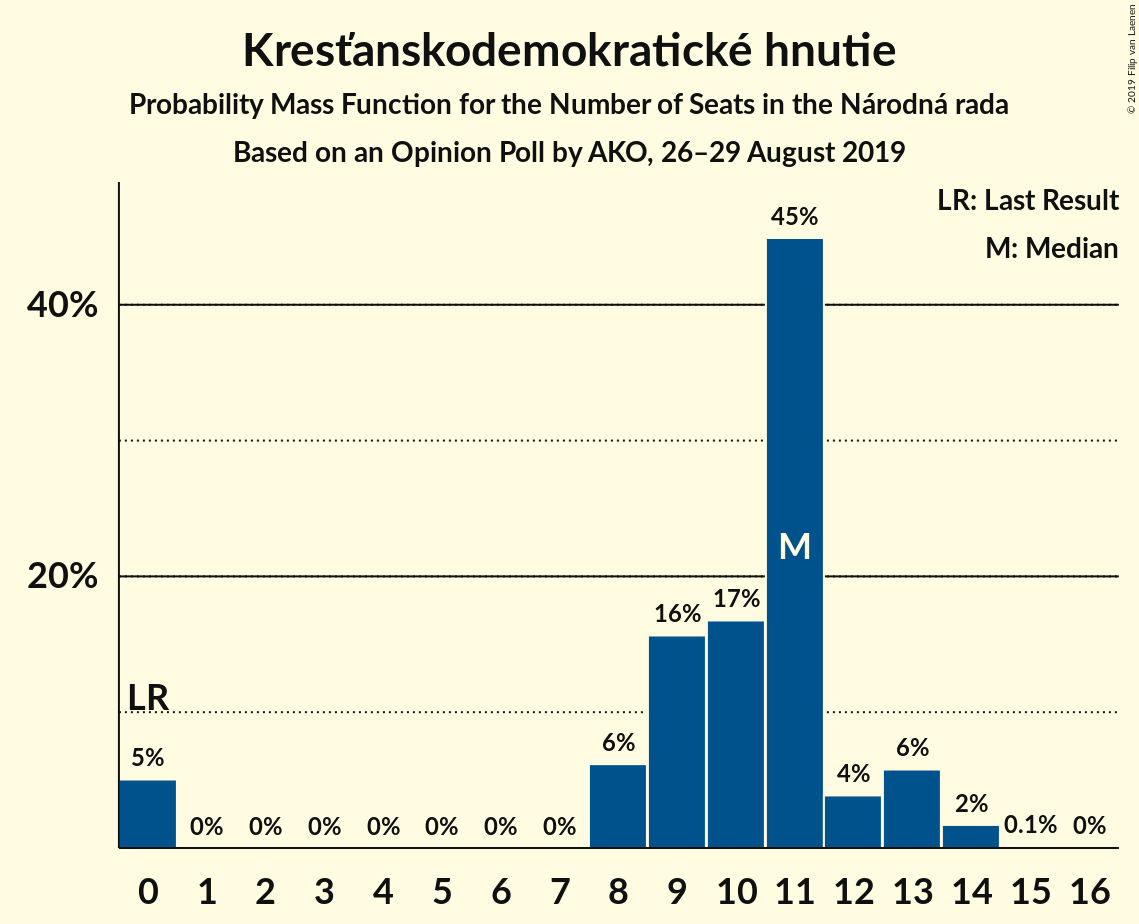 Kresťanskodemokratické hnutie
Probability Mass Function for the Number of Seats in the Národná rada
Based on an Opinion Poll by AKO, 26–29 August 2019
© 2019 Filip van Laenen
LR: Last Result
M: Median
45%
40%
M
20%
17%
16%
LR
5%
6%
6%
4%
2%
0% 0% 0% 0% 0% 0% 0%
0.1% 0%
0 1 2 3 4 5 6 7 8 9 10 11 12 13 14 15 16